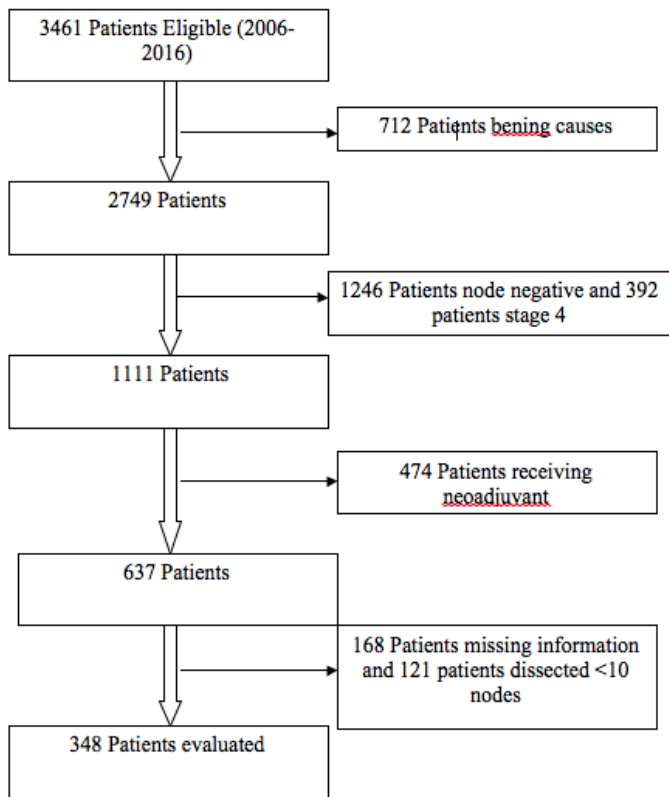 3461 Patients Eligible (2006-
2016)
712 Patients bening causes
2749 Patients
1246 Patients node negative and 392
patients stage 4
1111 Patients
474 Patients receiving
neoadjuvant
637 Patients
168 Patients missing information
and 121 patients dissected <10
nodes
348 Patients evaluated